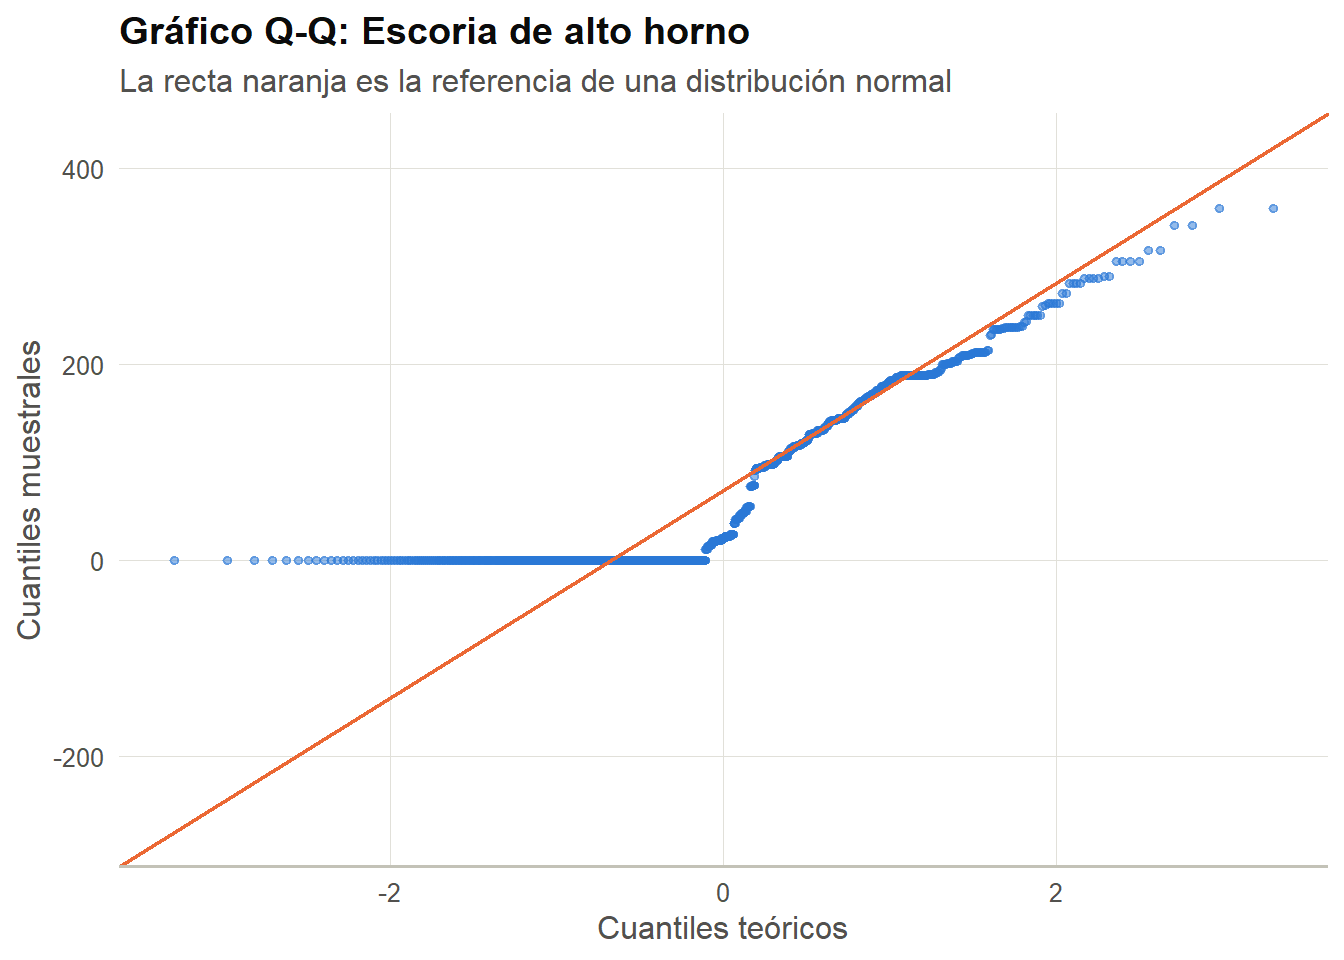 Gráfico Q-Q: Escoria de alto horno
La recta naranja es la referencia de una distribución normal
Cuantiles muestrales
400
200
0
-200
-2
0
2
Cuantiles teóricos